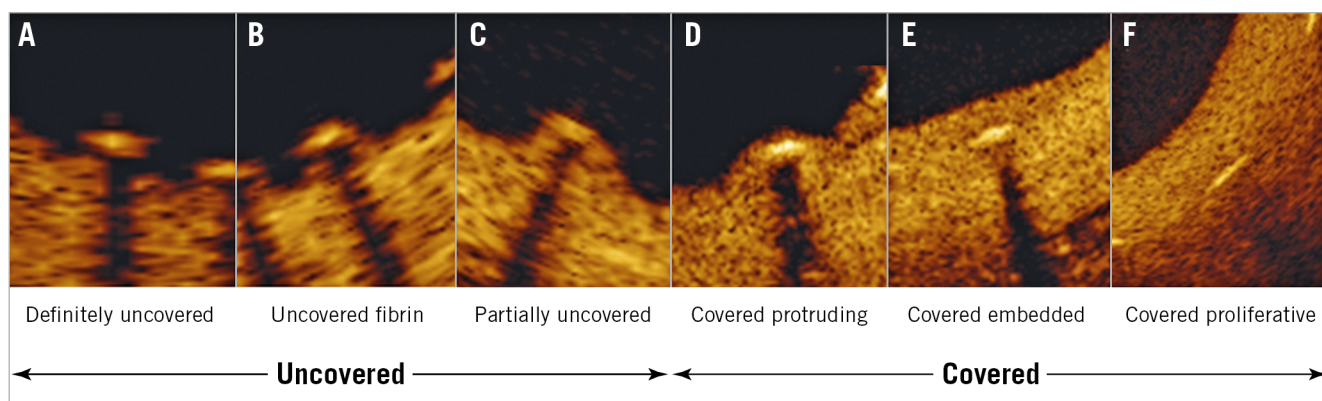 A B C D E F
Definitely uncovered Uncovered fibrin Partially uncovered Covered protruding Covered embedded Covered proliferative
Uncovered Covered